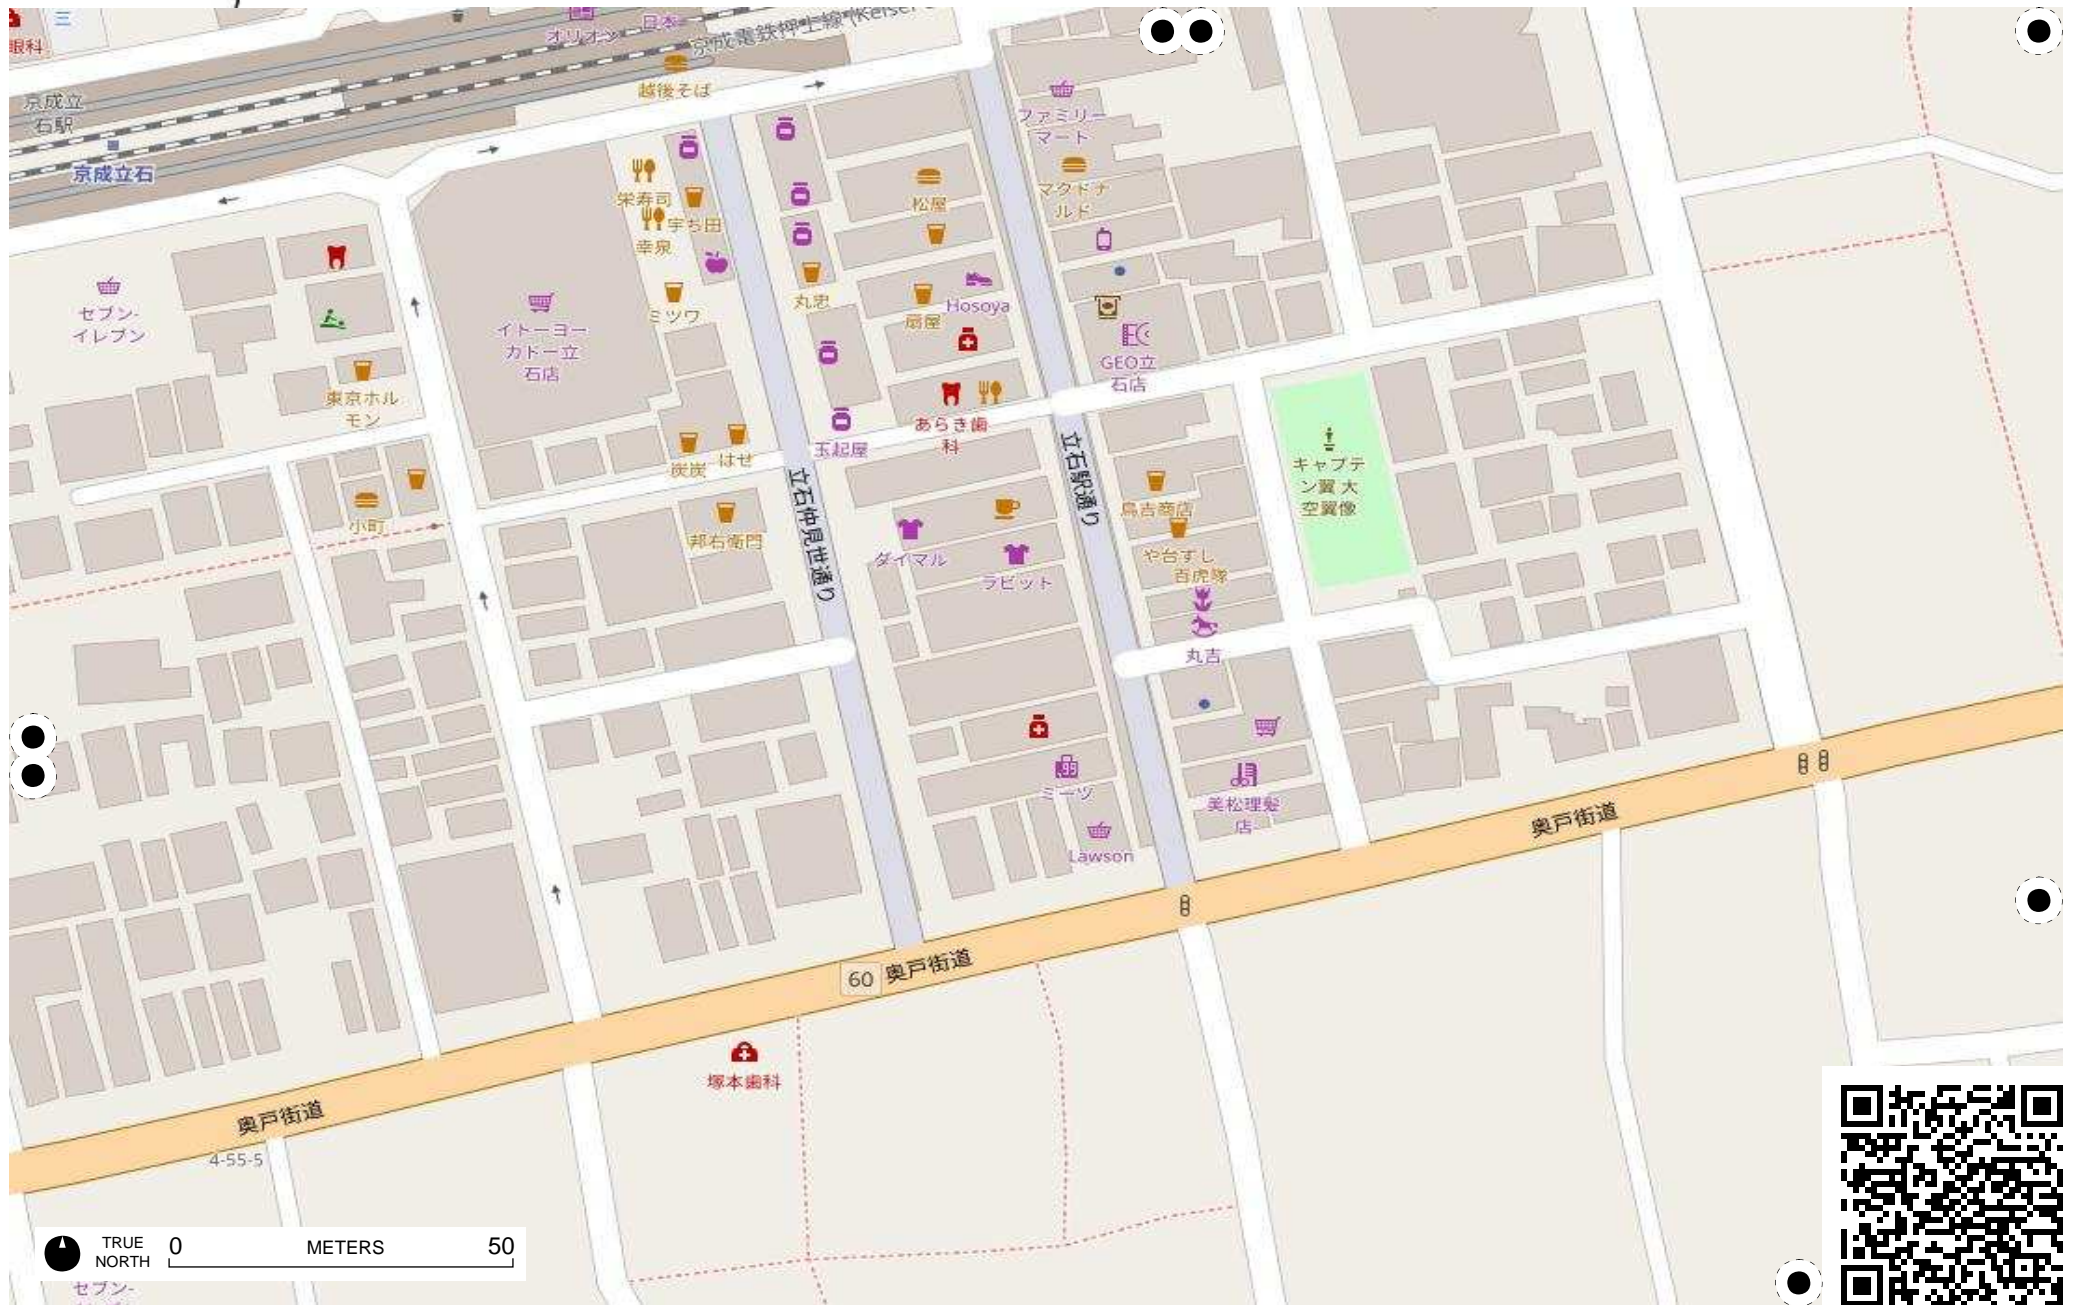 オリオン
日本
京成電鉄押上線 (Keisei
眼科
越後そば
京成立
石駅
京成立石
ファミリー
マート
マクドナ
ルド
栄寿司
宇ち田
幸泉
松屋
セブン-
イレブン
丸忠
ミツワ
Hosoya
扇屋
イトーヨー
カドー立
石店
GEO立
石店
東京ホル
モン
あらき歯
科
玉起屋
はせ
炭炭
立石仲見世通り
立石駅通り
キャプテ
ン翼 大
空翼像
鳥吉商店
小町
邦右衛門
ダイマル
や台ずし
百虎隊
ラビット
丸吉
ミーツ
美松理髪
店
Lawson
奥戸街道
60
奥戸街道
塚本歯科
奥戸街道
4-55-5
TRUE
NORTH
0
METERS
50
セブン-